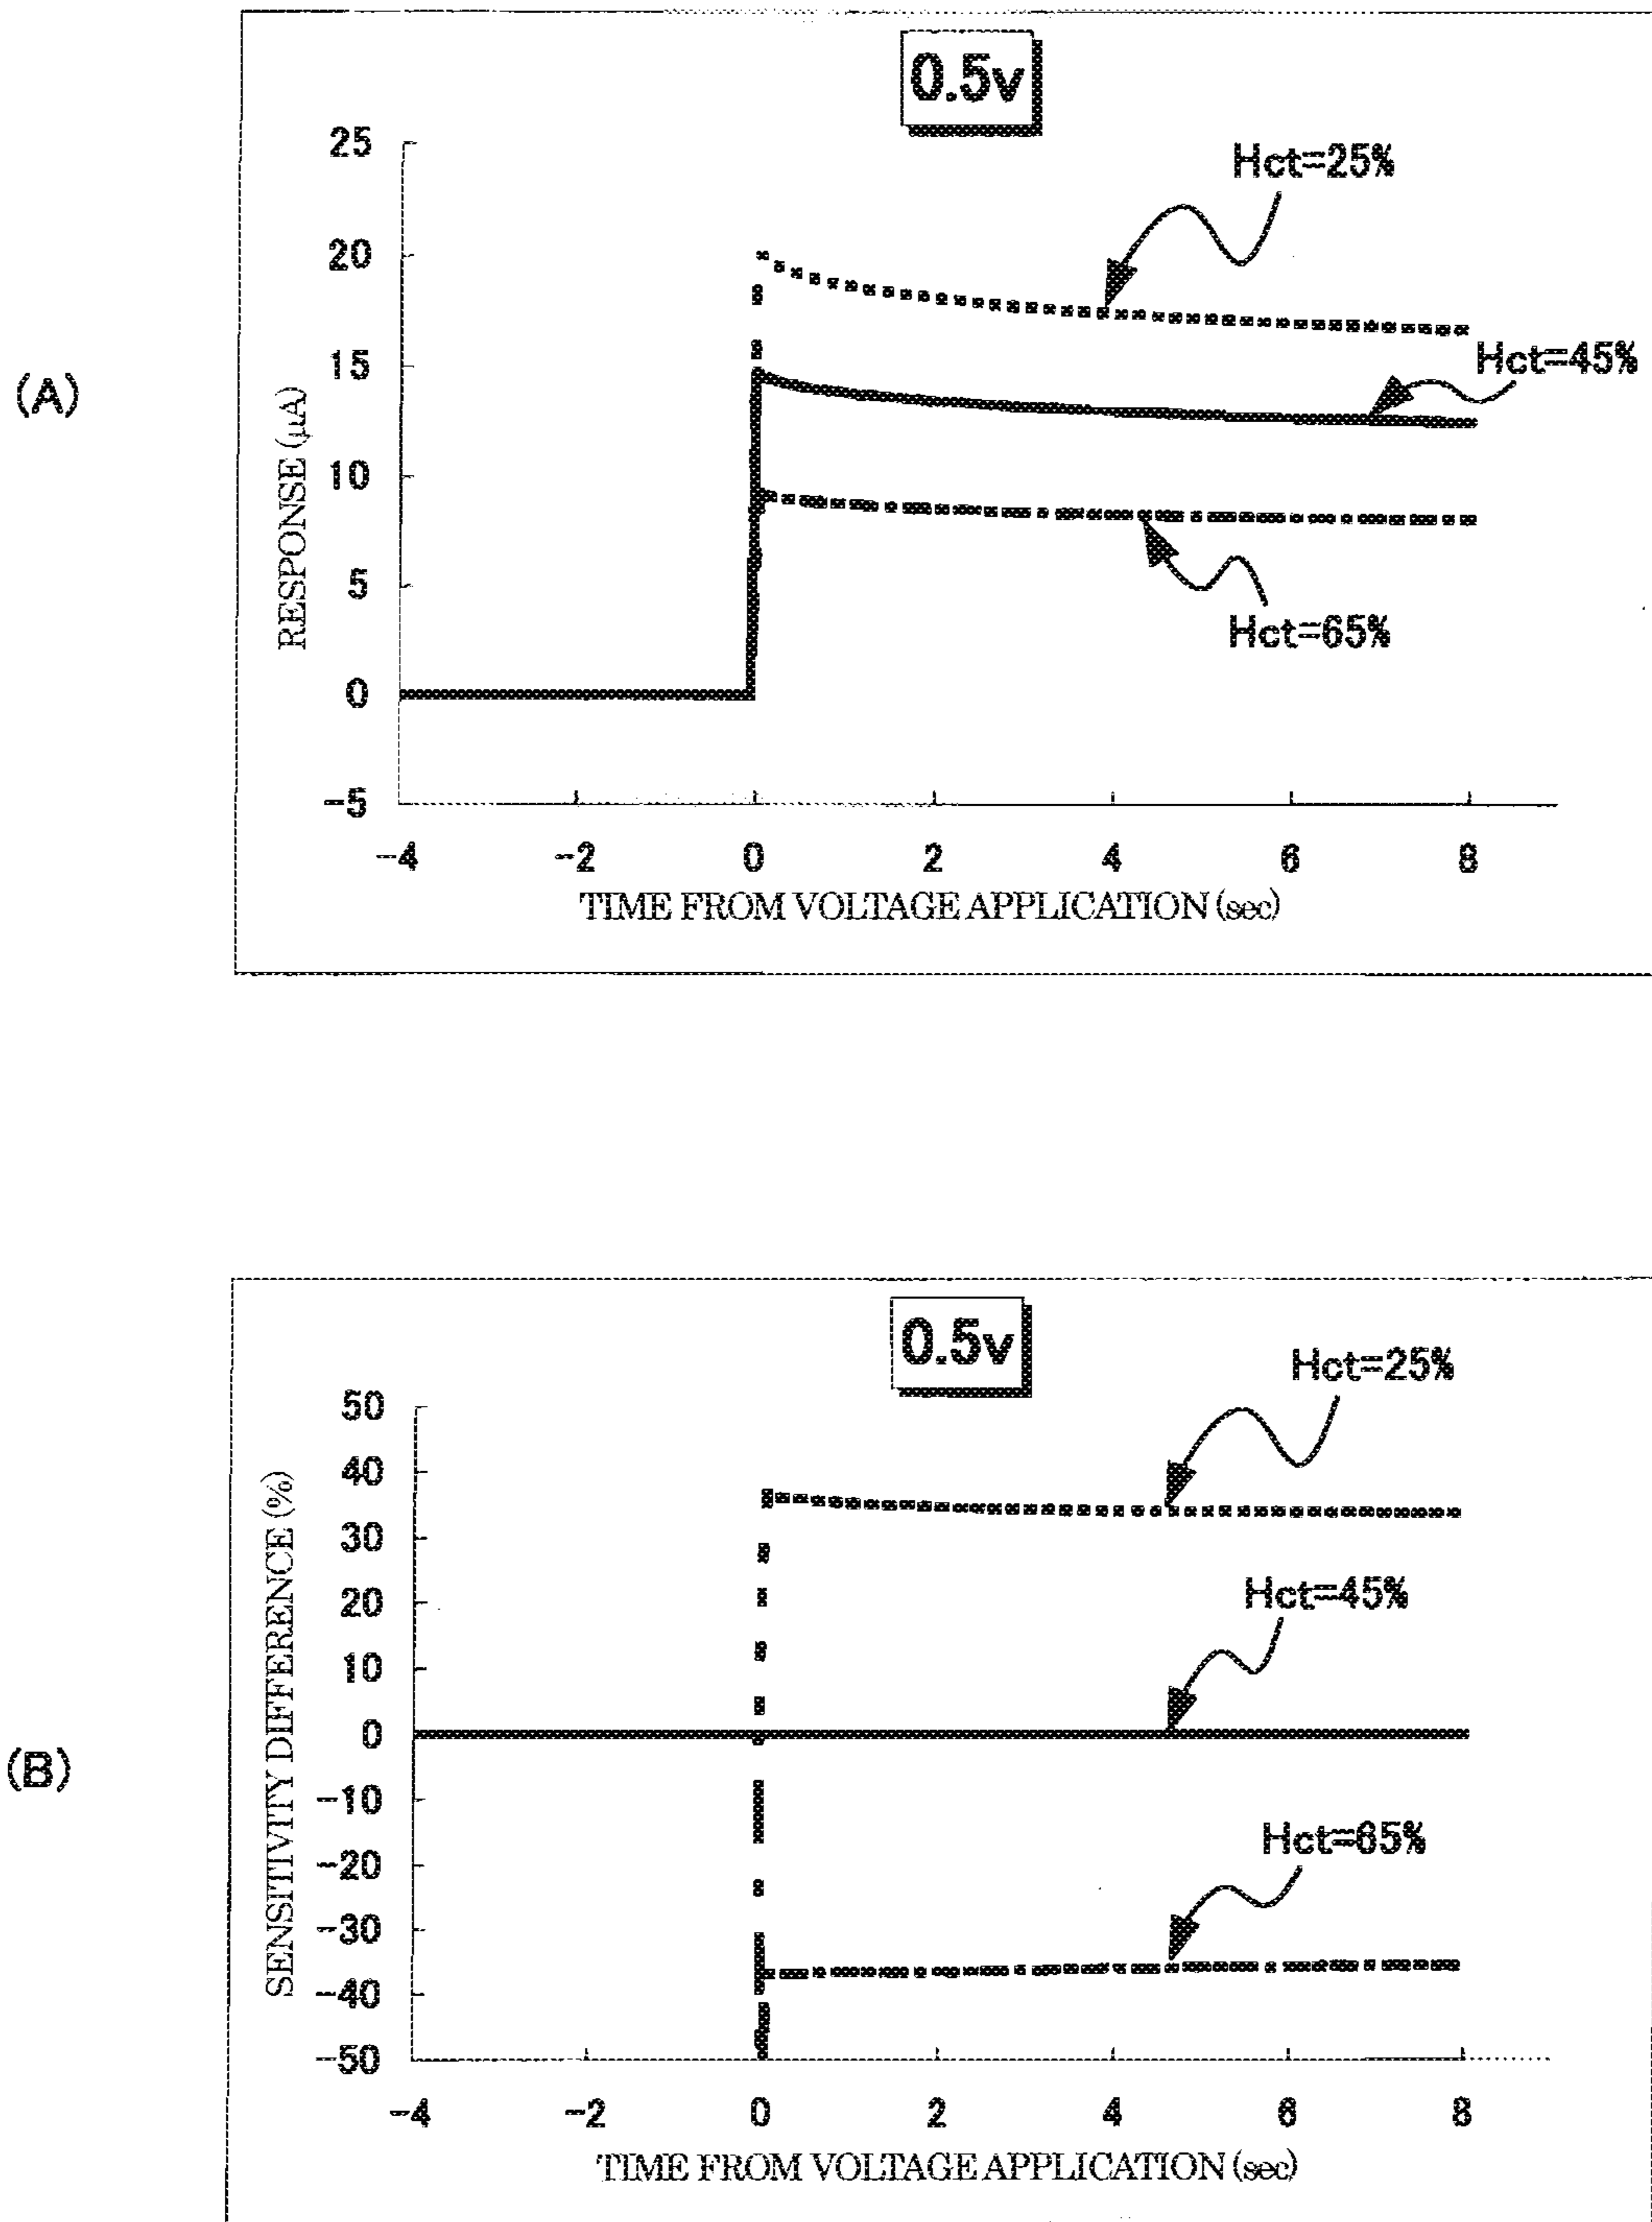 (A)
0.5v
25
20
15
10
5
0
-5
RESPONSE (μA)
Hct=25%
Hct=45%
Hct=65%
-4 -2 0 2 4 6 8
TIME FROM VOLTAGE APPLICATION (sec)
(B)
0.5v
50
40
30
20
10
0
-10
-20
-30
-40
-50
SENSITIVITY DIFFERENCE (%)
Hct=25%
Hct=45%
Hct=65%
-4 -2 0 2 4 6 8
TIME FROM VOLTAGE APPLICATION (sec)